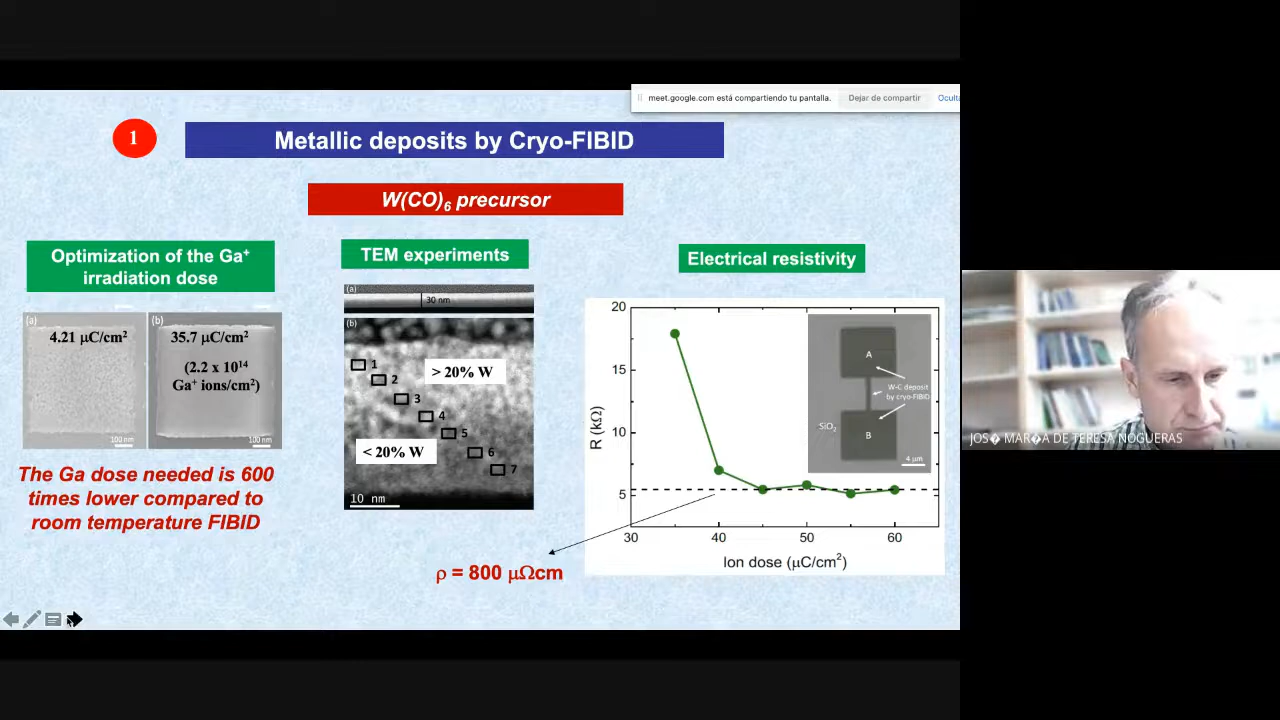 meet.google.com está compartiendo tu pantalla.
Dejar de compartir
Ocult
1
Metallic deposits by Cryo-FIBID
W(CO)6 precursor
Optimization of the Ga+
irradiation dose
TEM experiments
Electrical resistivity
(a)
4.21 μC/cm2
(b)
35.7 μC/cm2
(2.2 x 1014
Ga+ ions/cm2)
100 nm
100 nm
The Ga dose needed is 600
times lower compared to
room temperature FIBID
(a)
30 nm
(b)
1
2
3
4
5
6
7
> 20% W
< 20% W
10 nm
ρ = 800 μΩcm
20
15
10
5
R (kΩ)
30
40
50
60
Ion dose (μC/cm2)
A
W-C deposit
by cryo-FIBID
SiO2
B
4 μm
JOS� MAR�A DE TERESA NOGUERAS